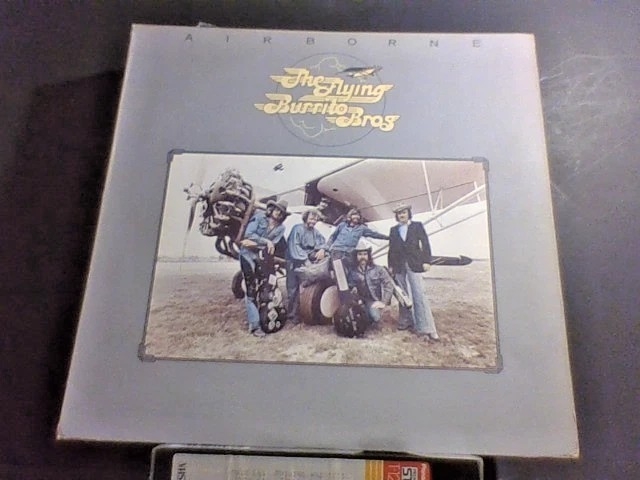 AIRBORNE
The Flying
Burrito Bros